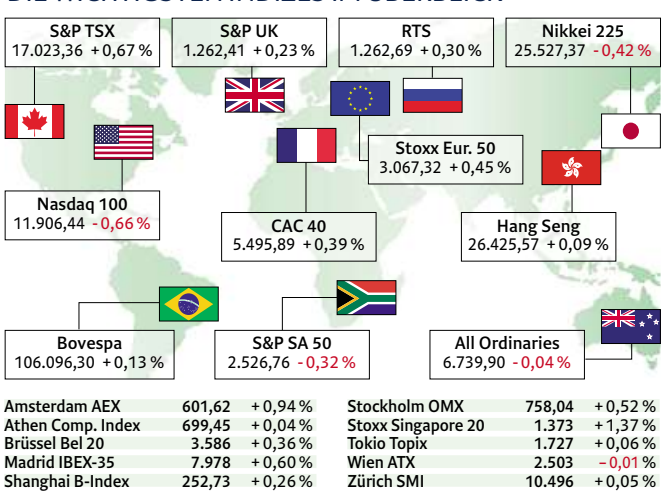 S&P TSX
17.023,36 +0,67 %
S&P UK
1.262,41 +0,23 %
RTS
1.262,69 +0,30 %
Nikkei 225
25.527,37 -0,42 %
Stoxx Eur. 50
3.067,32 +0,45 %
Nasdaq 100
11.906,44 -0,66 %
CAC 40
5.495,89 +0,39 %
Hang Seng
26.425,57 +0,09 %
Bovespa
106.096,30 +0,13 %
S&P SA 50
2.526,76 -0,32 %
All Ordinaries
6.739,90 -0,04 %
Amsterdam AEX 601,62 +0,94 %
Athen Comp. Index 699,45 +0,04 %
Brüssel Bel 20 3.586 +0,36 %
Madrid IBEX-35 7.978 +0,60 %
Shanghai B-Index 252,73 +0,26 %
Stockholm OMX 758,04 +0,52 %
Stoxx Singapore 20 1.373 +1,37 %
Tokio Topix 1.727 +0,06 %
Wien ATX 2.503 −0,01 %
Zürich SMI 10.496 +0,05 %